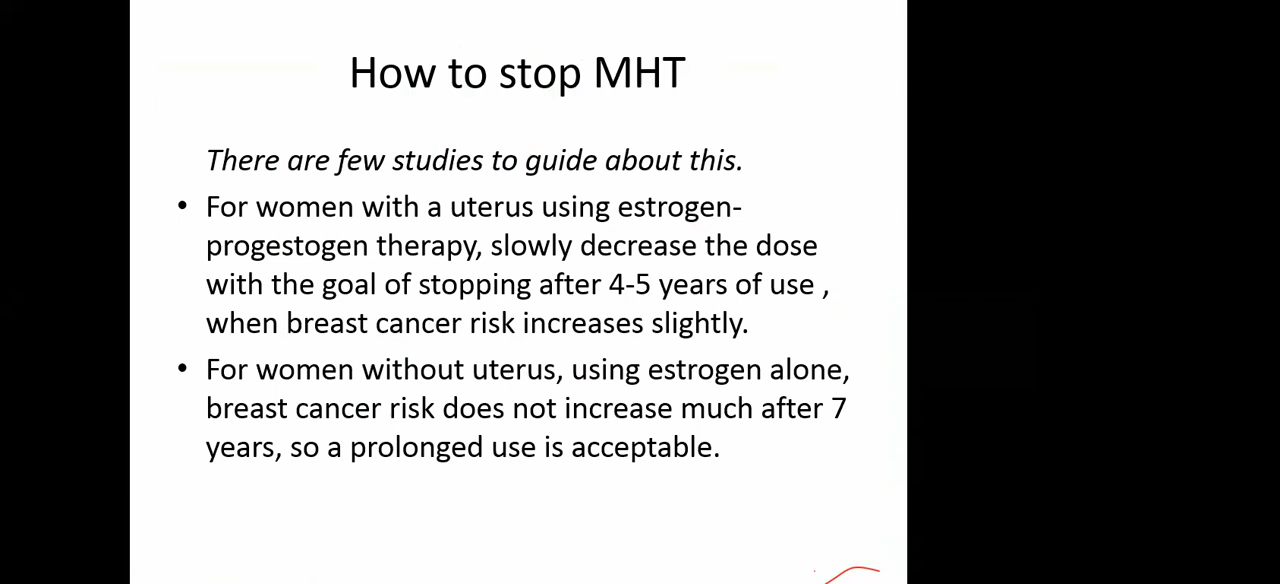 How to stop MHT
There are few studies to guide about this.
• For women with a uterus using estrogen-
progestogen therapy, slowly decrease the dose
with the goal of stopping after 4-5 years of use ,
when breast cancer risk increases slightly.
• For women without uterus, using estrogen alone,
breast cancer risk does not increase much after 7
years, so a prolonged use is acceptable.